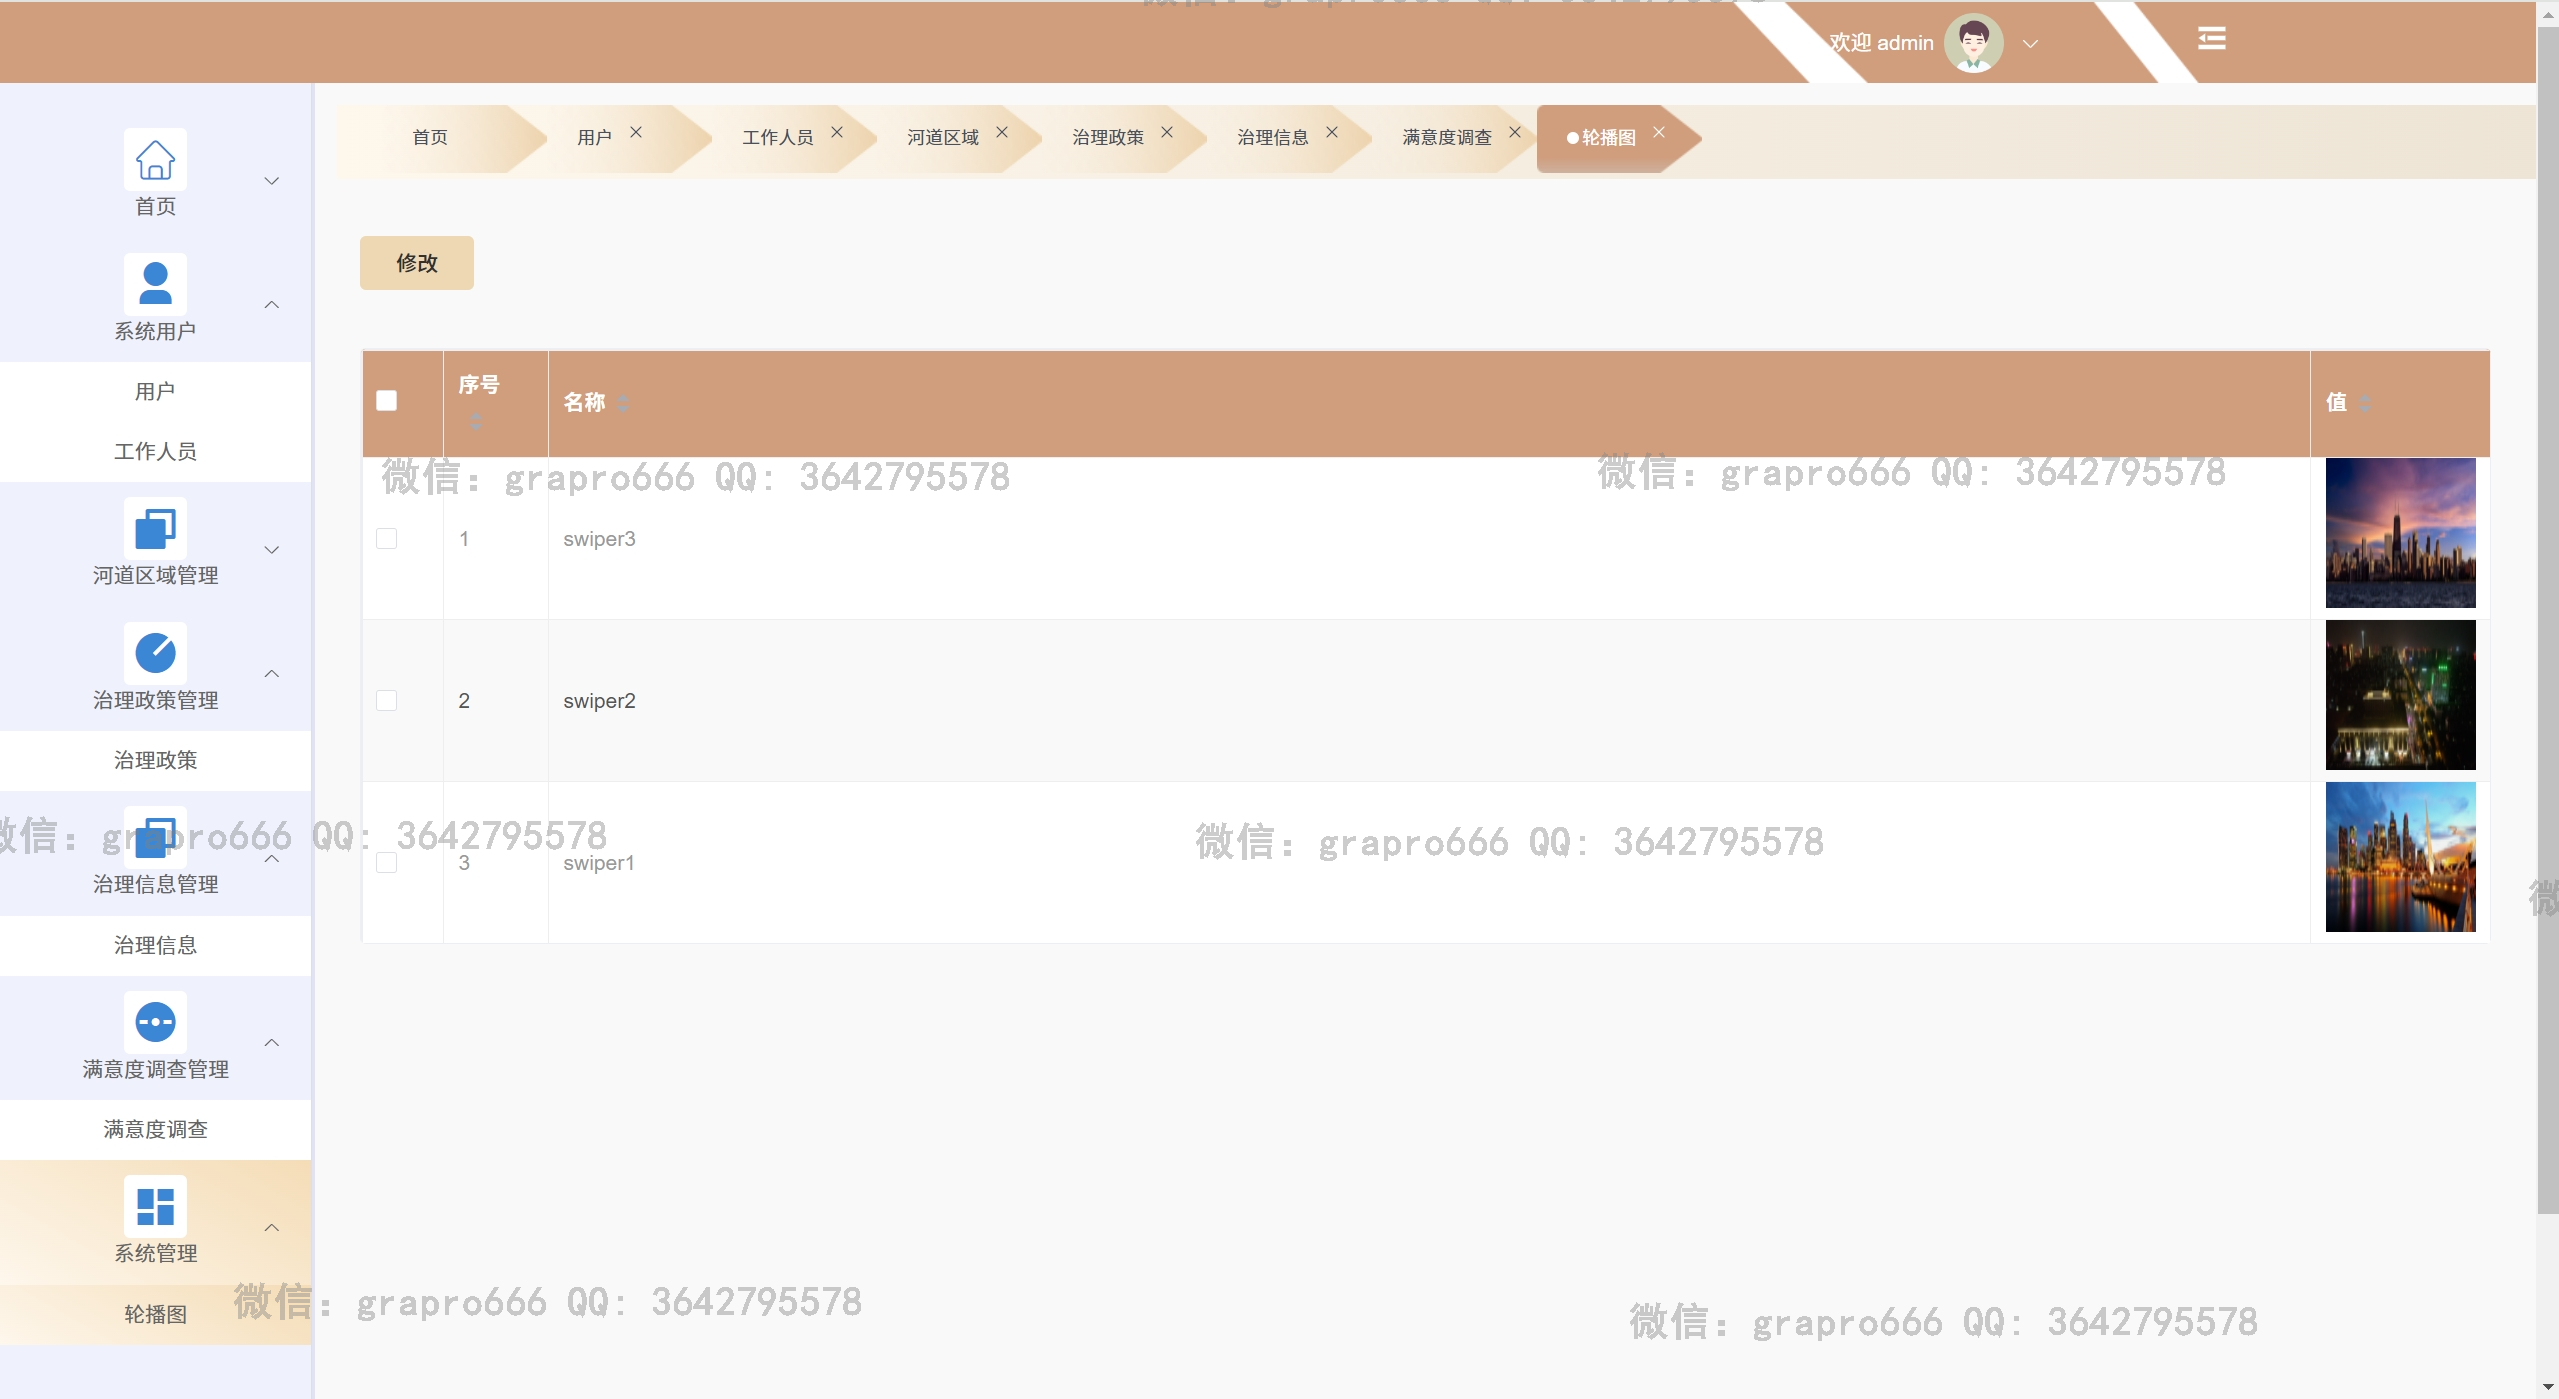 欢迎 admin
首页
用户
工作人员
河道区域
治理政策
治理信息
满意度调查
轮播图
首页
系统用户
用户
工作人员
河道区域管理
治理政策管理
治理政策
治理信息管理
治理信息
满意度调查管理
满意度调查
系统管理
轮播图
修改
序号
名称
值
微信: grapro666 QQ: 3642795578
微信: grapro666 QQ: 3642795578
1
swiper3
2
swiper2
微信: grapro666 QQ: 3642795578
微信: grapro666 QQ: 3642795578
3
swiper1
微
微信: grapro666 QQ: 3642795578
微信: grapro666 QQ: 3642795578